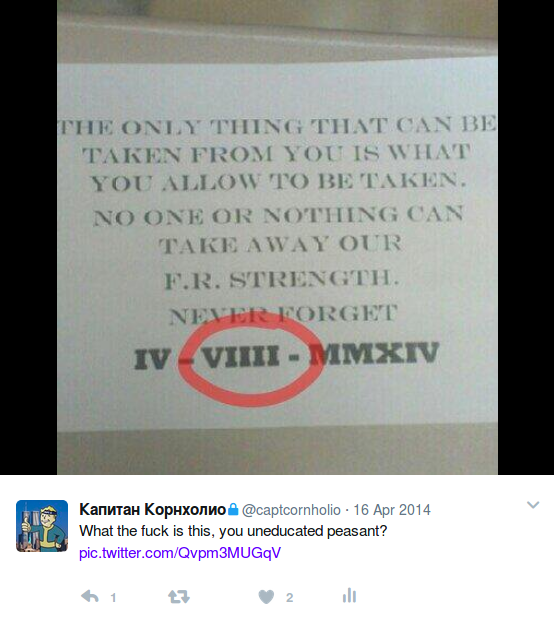 THE ONLY THING THAT CAN BE
TAKEN FROM YOU IS WHAT
YOU ALLOW TO BE TAKEN.
NO ONE OR NOTHING CAN
TAKE AWAY OUR
F.R. STRENGTH.
NEVER FORGET
IV - VIIII - MMXIV
Капитан Корнхолио @captcornholio · 16 Apr 2014
What the fuck is this, you uneducated peasant?
pic.twitter.com/Qvpm3MUGqV
1 2